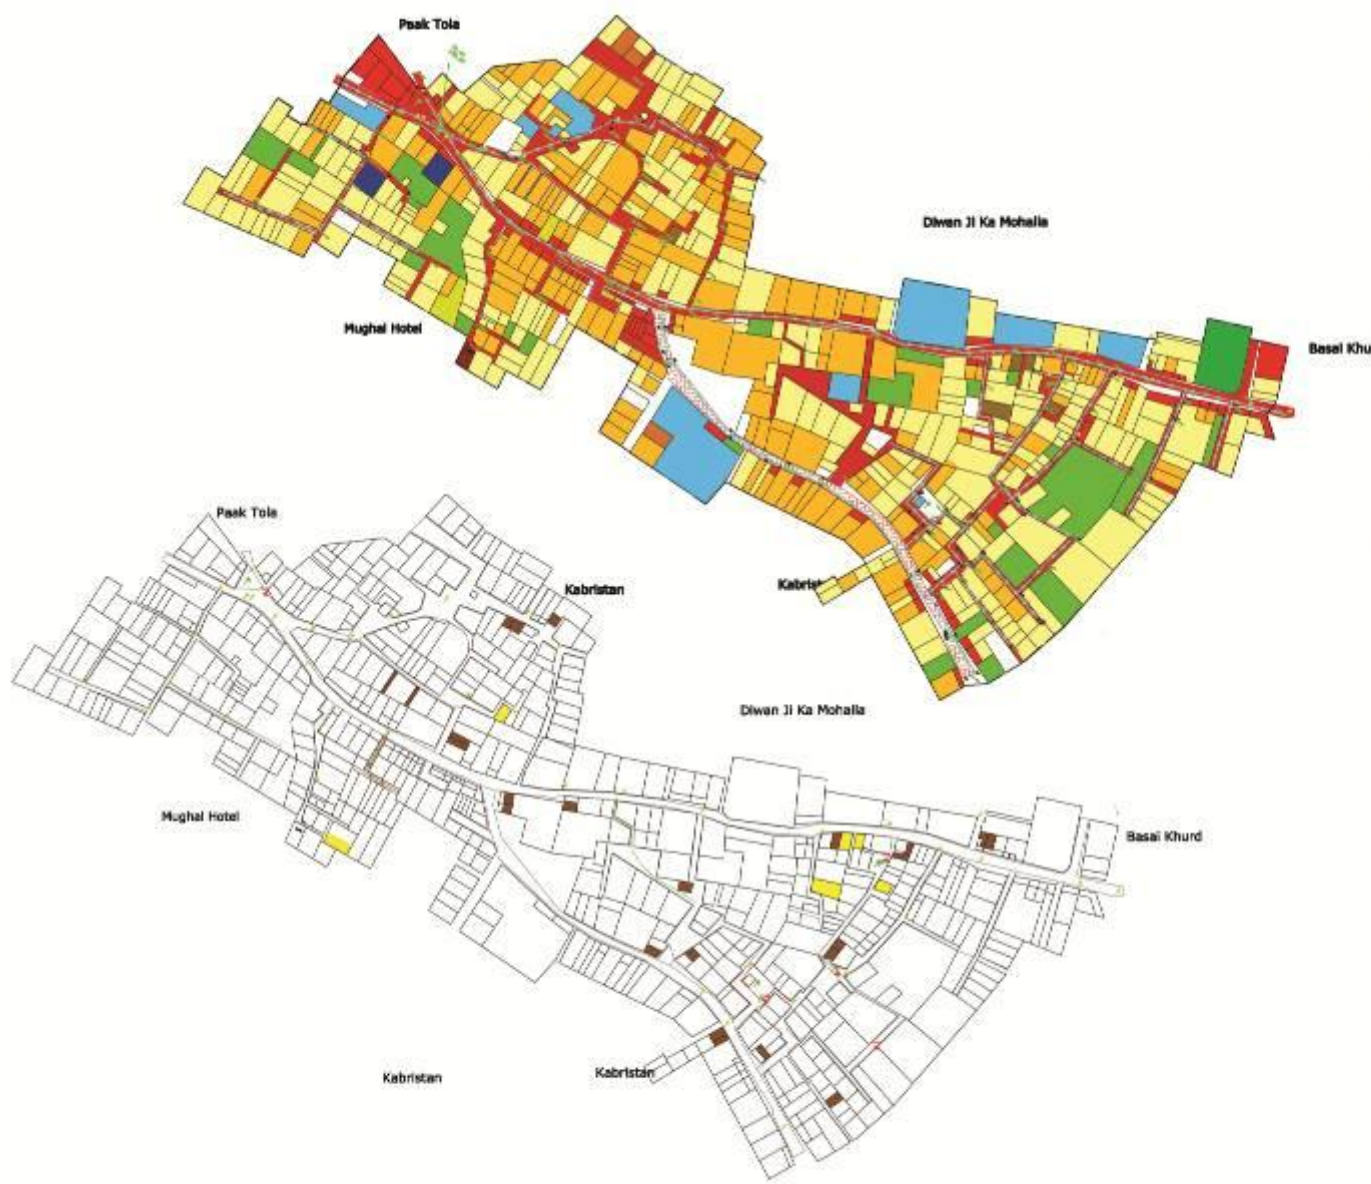 Paak Tola
Diwan Ji Ka Mohalla
Mughal Hotel
Basai Khu
Paak Tola
Kabrist
Kabristan
Diwan Ji Ka Mohalla
Mughal Hotel
Basai Khurd
Kabristan
Kabristan